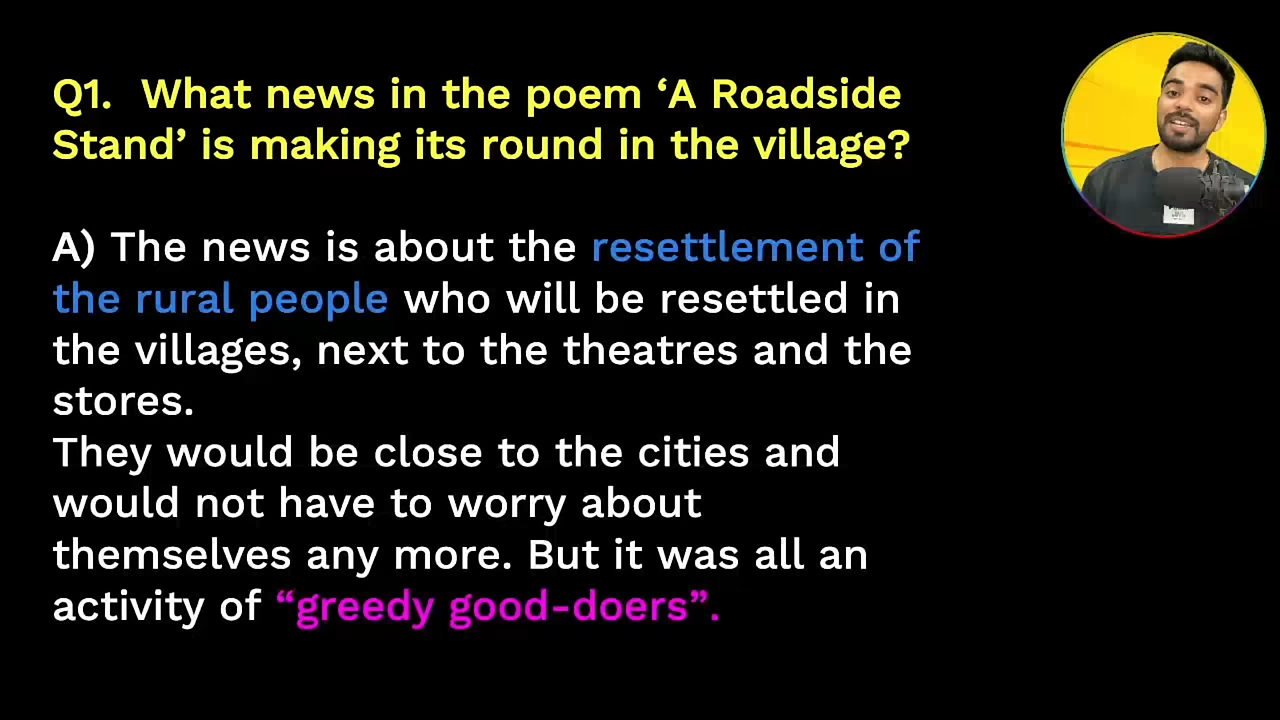 Q1.  What news in the poem ‘A Roadside
Stand’ is making its round in the village?
A) The news is about the resettlement of
the rural people who will be resettled in
the villages, next to the theatres and the
stores.
They would be close to the cities and
would not have to worry about
themselves any more. But it was all an
activity of “greedy good-doers”.